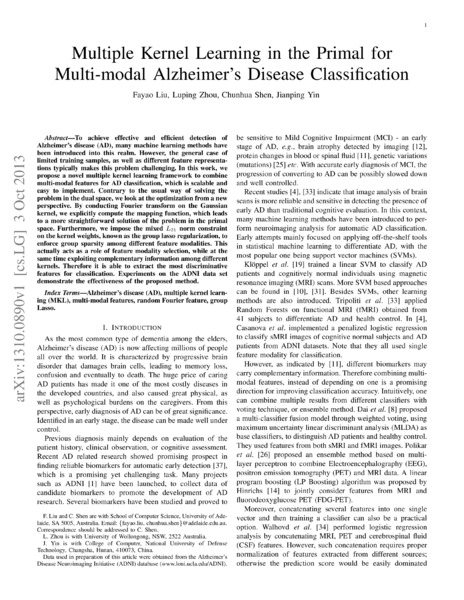 1
Multiple Kernel Learning in the Primal for
Multi-modal Alzheimer's Disease Classification
Fayao Liu, Luping Zhou, Chunhua Shen, Jianping Yin
arXiv:1310.0890v1 [cs.LG] 3 Oct 2013
Abstract—To achieve effective and efficient detection of
Alzheimer's disease (AD), many machine learning methods have
been introduced into this realm. However, the general case of
limited training samples, as well as different feature representa-
tions typically makes this problem challenging. In this work, we
propose a novel multiple kernel learning framework to combine
multi-modal features for AD classification, which is scalable and
easy to implement. Contrary to the usual way of solving the
problem in the dual space, we look at the optimization from a new
perspective. By conducting Fourier transform on the Gaussian
kernel, we explicitly compute the mapping function, which leads
to a more straightforward solution of the problem in the primal
space. Furthermore, we impose the mixed L21 norm constraint
on the kernel weights, known as the group lasso regularization, to
enforce group sparsity among different feature modalities. This
actually acts as a role of feature modality selection, while at the
same time exploiting complementary information among different
kernels. Therefore it is able to extract the most discriminative
features for classification. Experiments on the ADNI data set
demonstrate the effectiveness of the proposed method.
Index Terms—Alzheimer's disease (AD), multiple kernel learn-
ing (MKL), multi-modal features, random Fourier feature, group
Lasso.
I. INTRODUCTION
As the most common type of dementia among the elders,
Alzheimer's disease (AD) is now affecting millions of people
all over the world. It is characterized by progressive brain
disorder that damages brain cells, leading to memory loss,
confusion and eventually to death. The huge price of caring
AD patients has made it one of the most costly diseases in
the developed countries, and also caused great physical, as
well as psychological burdens on the caregivers. From this
perspective, early diagnosis of AD can be of great significance.
Identified in an early stage, the disease can be made well under
control.
Previous diagnosis mainly depends on evaluation of the
patient history, clinical observation, or cognitive assessment.
Recent AD related research showed promising prospect in
finding reliable biomarkers for automatic early detection [37],
which is a promising yet challenging task. Many projects
such as ADNI [1] have been launched, to collect data of
candidate biomarkers to promote the development of AD
research. Several biomarkers have been studied and proved to
F. Liu and C. Shen are with School of Computer Science, University of Ade-
laide, SA 5005, Australia. Email: {fayao.liu, chunhua.shen}@adelaide.edu.au.
Correspondence should be addressed to C. Shen.
L. Zhou is with University of Wollongong, NSW, 2522 Australia.
J. Yin is with College of Computer, National University of Defense
Technology, Changsha, Hunan, 410073, China.
Data used in preparation of this article were obtained from the Alzheimer's
Disease Neuroimaging Initiative (ADNI) database (www.loni.ucla.edu/ADNI).
be sensitive to Mild Cognitive Impairment (MCI) - an early
stage of AD, e.g., brain atrophy detected by imaging [12],
protein changes in blood or spinal fluid [11], genetic variations
(mutations) [25] etc. With accurate early diagnosis of MCI, the
progression of converting to AD can be possibly slowed down
and well controlled.
Recent studies [4], [33] indicate that image analysis of brain
scans is more reliable and sensitive in detecting the presence of
early AD than traditional cognitive evaluation. In this context,
many machine learning methods have been introduced to per-
form neuroimaging analysis for automatic AD classification.
Early attempts mainly focused on applying off-the-shelf tools
in statistical machine learning to differentiate AD, with the
most popular one being support vector machines (SVMs).
Klöppel et al. [19] trained a linear SVM to classify AD
patients and cognitively normal individuals using magnetic
resonance imaging (MRI) scans. More SVM based approaches
can be found in [10], [31]. Besides SVMs, other learning
methods are also introduced. Tripoliti et al. [33] applied
Random Forests on functional MRI (fMRI) obtained from
41 subjects to differentiate AD and health control. In [4],
Casanova et al. implemented a penalized logistic regression
to classify sMRI images of cognitive normal subjects and AD
patients from ADNI datasets. Note that they all used single
feature modality for classification.
However, as indicated by [11], different biomarkers may
carry complementary information. Therefore combining multi-
modal features, instead of depending on one is a promising
direction for improving classification accuracy. Intuitively, one
can combine multiple results from different classifiers with
voting technique, or ensemble method. Dai et al. [8] proposed
a multi-classifier fusion model through weighted voting, using
maximum uncertainty linear discriminant analysis (MLDA) as
base classifiers, to distinguish AD patients and healthy control.
They used features from both sMRI and fMRI images. Polikar
et al. [26] proposed an ensemble method based on multi-
layer perceptron to combine Electroencephalography (EEG),
positron emission tomography (PET) and MRI data. A linear
program boosting (LP Boosting) algorithm was proposed by
Hinrichs [14] to jointly consider features from MRI and
fluorodeoxyglucose PET (FDG-PET).
Moreover, concatenating several features into one single
vector and then training a classifier can also be a practical
option. Walhovd et al. [34] performed logistic regression
analysis by concatenating MRI, PET and cerebrospinal fluid
(CSF) features. However, such concatenation requires proper
normalization of features extracted from different sources;
otherwise the prediction score would be easily dominated